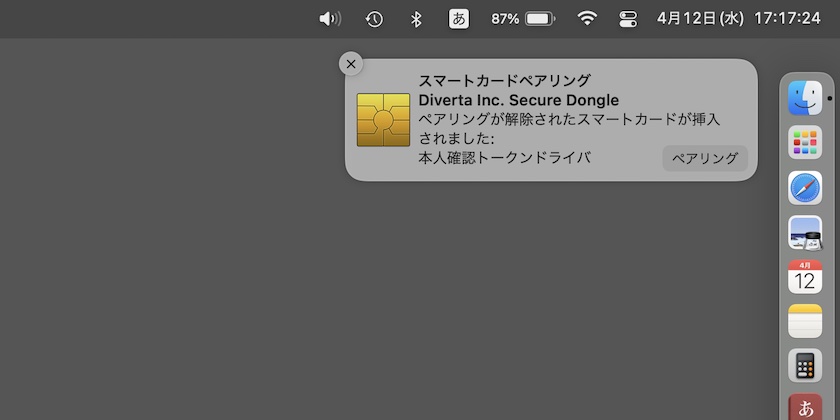 あ 87% 4月12日(水) 17:17:24
スマートカードペアリング
Diverta Inc. Secure Dongle
ペアリングが解除されたスマートカードが挿入
されました:
本人確認トークンドライバ
ペアリング
4月
12
あ